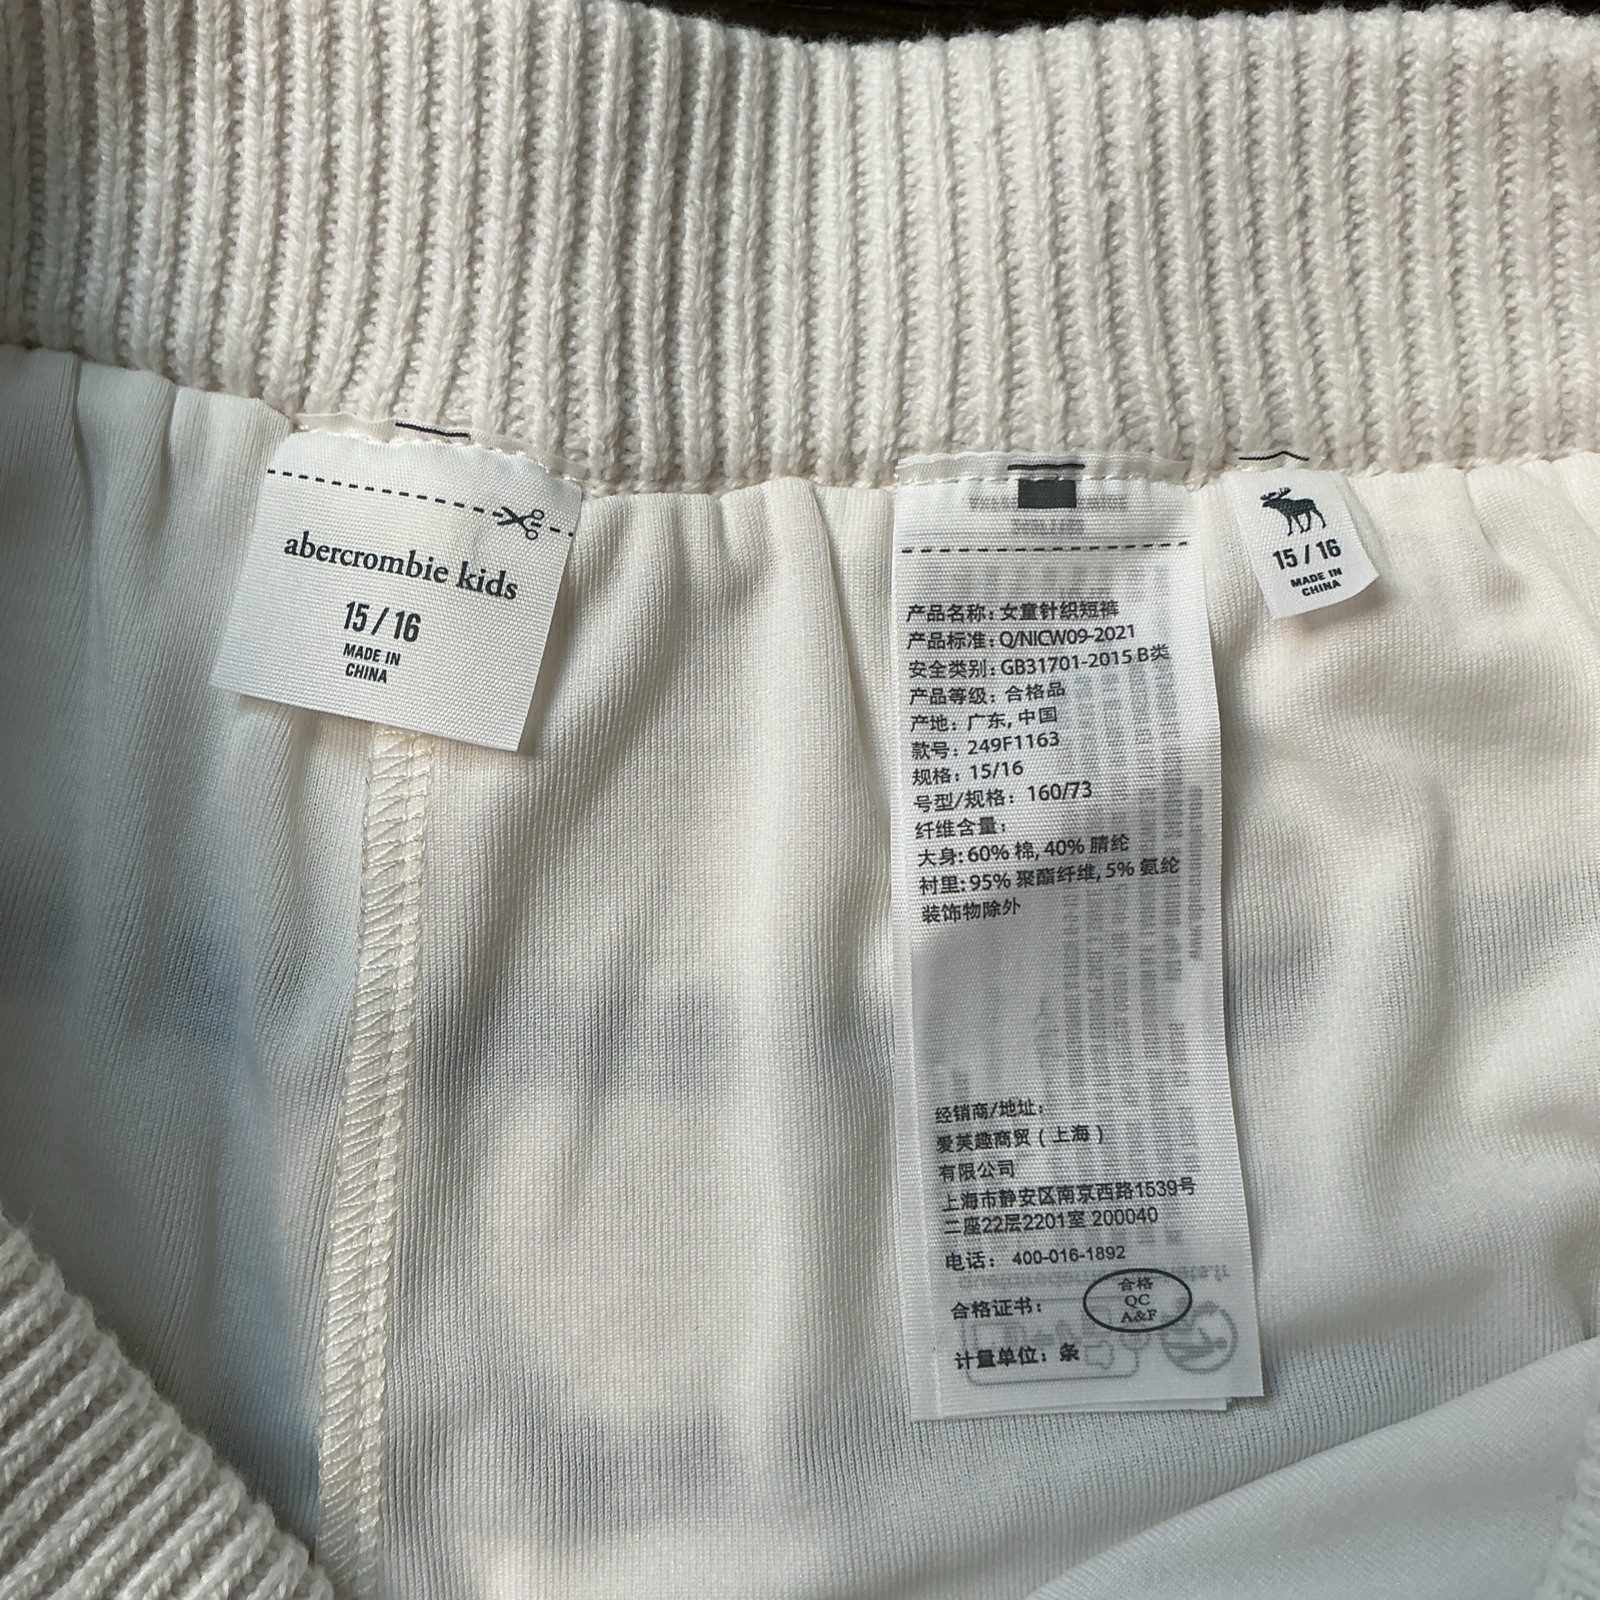 abercrombie kids
15 / 16
MADE IN
CHINA
产品名称: 女童针织短裤
产品标准: Q/NICW09-2021
安全类别: GB31701-2015 B类
产品等级: 合格品
产地: 广东, 中国
款号: 249F1163
规格: 15/16
号型/规格: 160/73
纤维含量:
大身: 60% 棉, 40% 腈纶
衬里: 95% 聚酯纤维, 5% 氨纶
装饰物除外
经销商/地址:
爱芙趣商贸 ( 上海 )
有限公司
上海市静安区南京西路1539号
二座22层2201室 200040
电话: 400-016-1892
合格证书:
合格
QC
A&F
计量单位: 条
15 / 16
MADE IN
CHINA